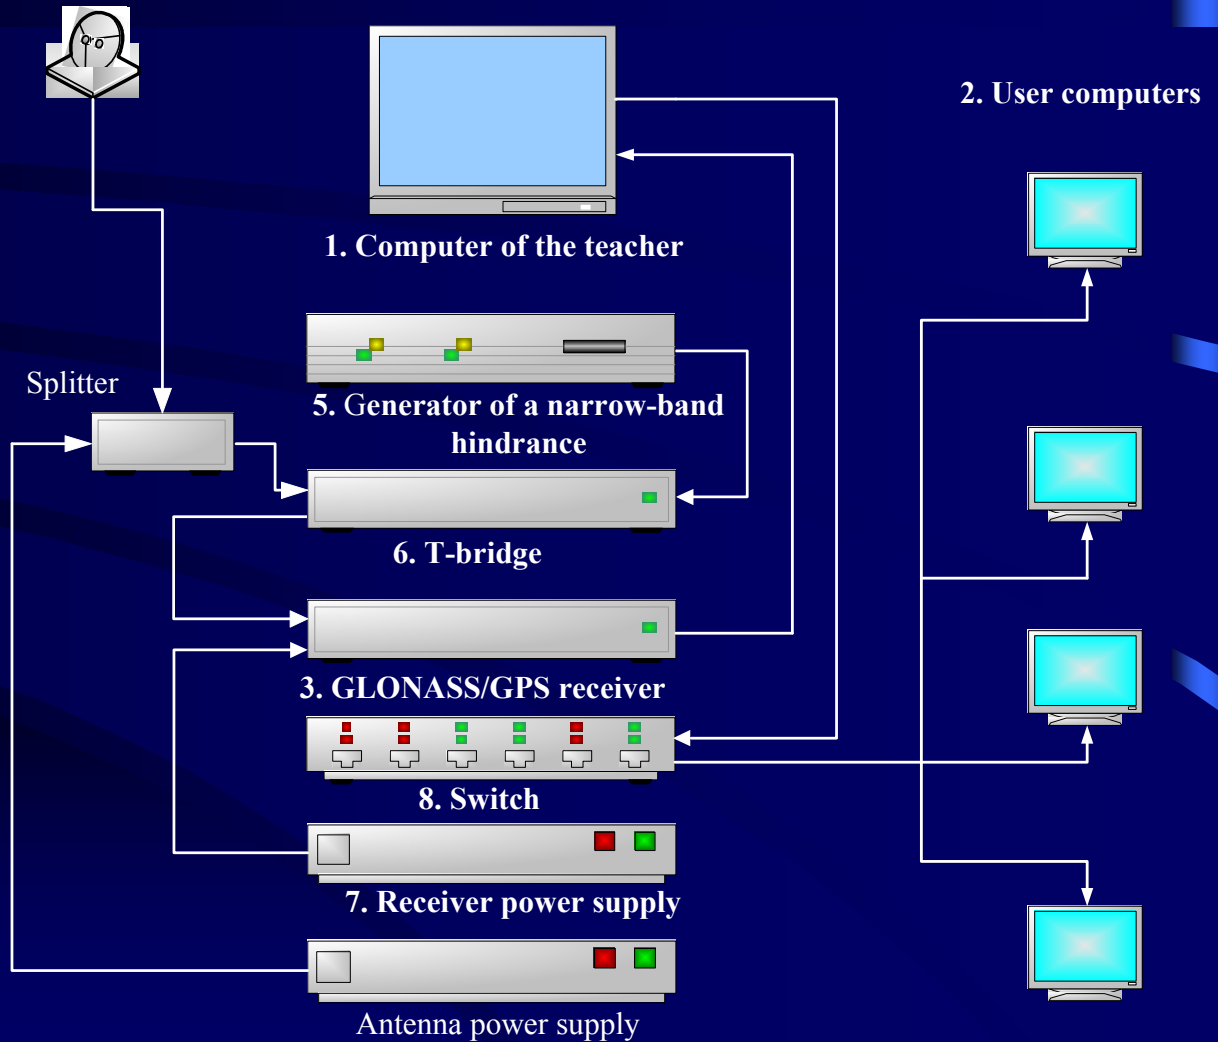 2. User computers
1. Computer of the teacher
Splitter
5. Generator of a narrow-band
hindrance
6. T-bridge
3. GLONASS/GPS receiver
8. Switch
7. Receiver power supply
Antenna power supply